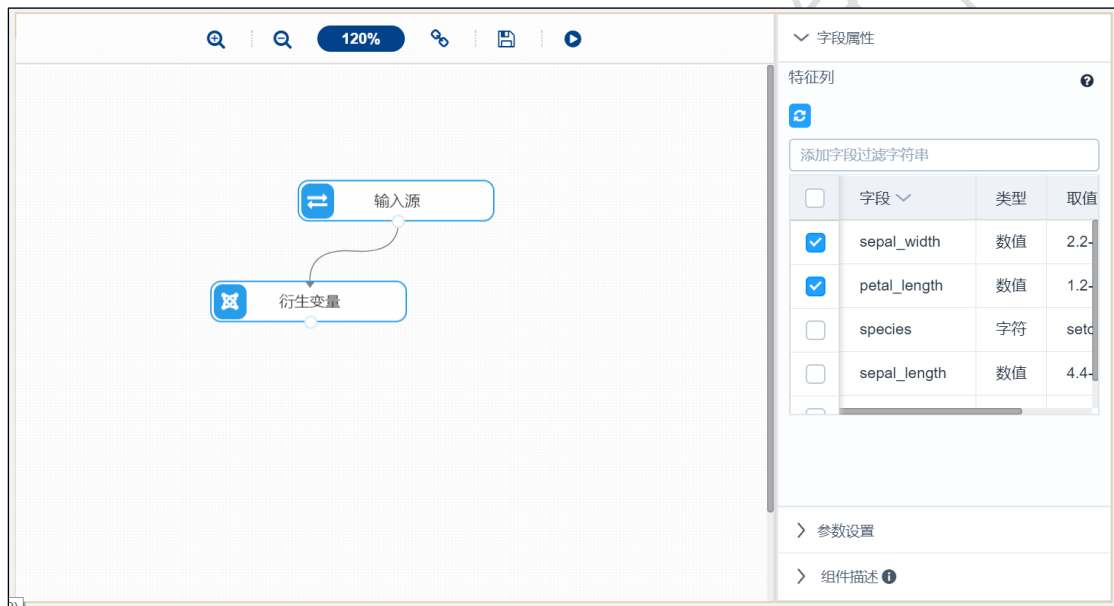 120%
字段属性
特征列
添加字段过滤字符串
字段 类型 取值
sepal_width 数值 2.2-
petal_length 数值 1.2-
species 字符 setc
sepal_length 数值 4.4-
输入源
衍生变量
参数设置
组件描述